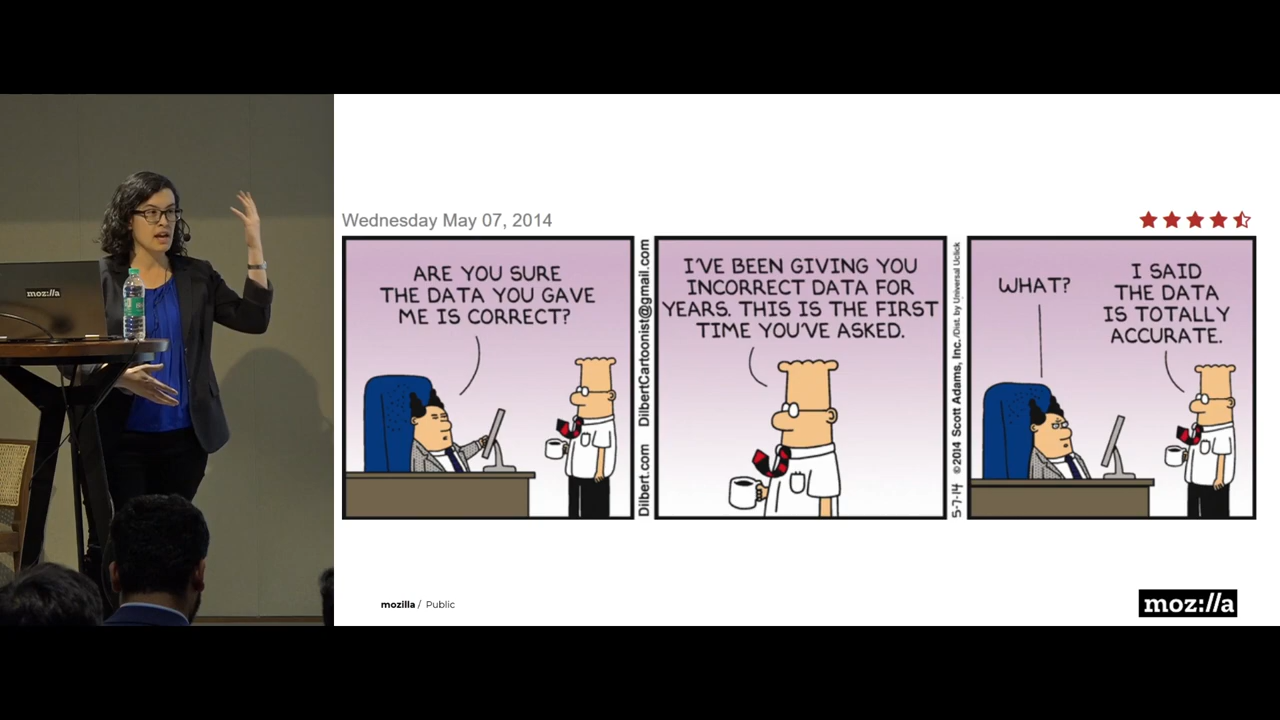 moz://a
Wednesday May 07, 2014
ARE YOU SURE
THE DATA YOU GAVE
ME IS CORRECT?
Dilbert.com DilbertCartoonist@gmail.com
I'VE BEEN GIVING YOU
INCORRECT DATA FOR
YEARS. THIS IS THE FIRST
TIME YOU'VE ASKED.
5-7-14 ©2014 Scott Adams, Inc. /Dist. by Universal Uclick
WHAT?
I SAID
THE DATA
IS TOTALLY
ACCURATE.
mozilla / Public
moz://a